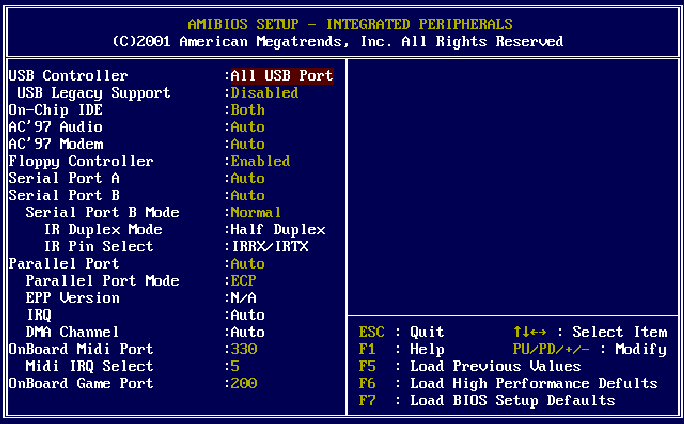 AMIBIOS SETUP - INTEGRATED PERIPHERALS
(C)2001 American Megatrends, Inc. All Rights Reserved
USB Controller :All USB Port
USB Legacy Support :Disabled
On-Chip IDE :Both
AC'97 Audio :Auto
AC'97 Modem :Auto
Floppy Controller :Enabled
Serial Port A :Auto
Serial Port B :Auto
Serial Port B Mode :Normal
IR Duplex Mode :Half Duplex
IR Pin Select :IRRX/IRTX
Parallel Port :Auto
Parallel Port Mode :ECP
EPP Version :N/A
IRQ :Auto
DMA Channel :Auto
OnBoard Midi Port :330
Midi IRQ Select :5
OnBoard Game Port :200
ESC : Quit ↑↓←→ : Select Item
F1 : Help PU/PD/+/- : Modify
F5 : Load Previous Values
F6 : Load High Performance Defults
F7 : Load BIOS Setup Defaults